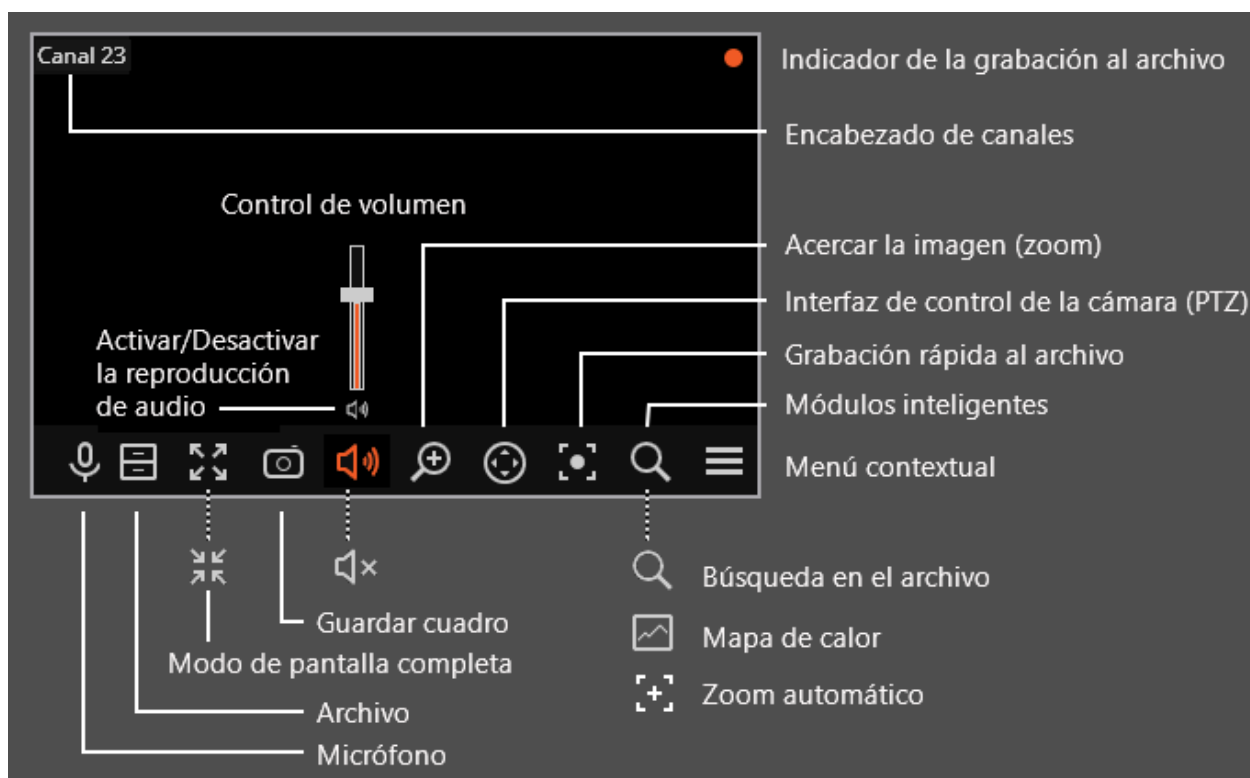 Canal 23
Indicador de la grabación al archivo
Encabezado de canales
Control de volumen
Acercar la imagen (zoom)
Interfaz de control de la cámara (PTZ)
Activar/Desactivar
la reproducción
de audio
Grabación rápida al archivo
Módulos inteligentes
Menú contextual
Búsqueda en el archivo
Guardar cuadro
Mapa de calor
Modo de pantalla completa
Zoom automático
Archivo
Micrófono